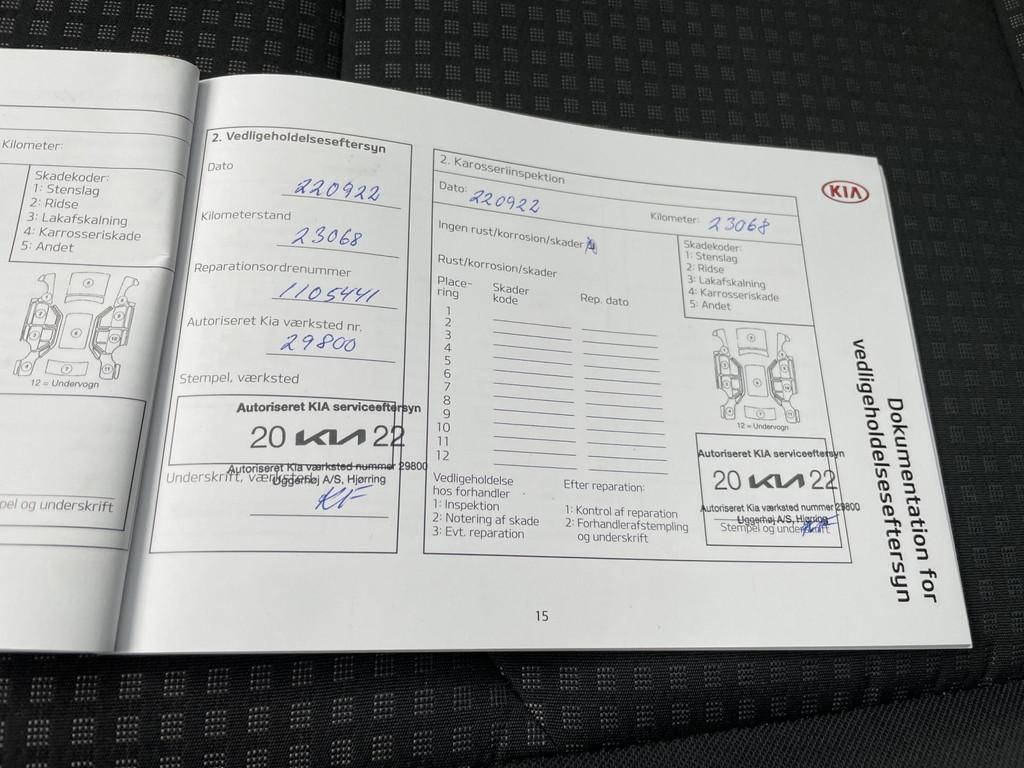 Kilometer:
Skadekoder:
1: Stenslag
2: Ridse
3: Lakafskalning
4: Karrosseriskade
5: Andet
12 = Undervogn
pel og underskrift
2. Vedligeholdelseseftersyn
Dato
220922
Kilometerstand
23068
Reparationsordrenummer
1105441
Autoriseret Kia værksted nr.
29800
Stempel, værksted
Autoriseret KIA serviceeftersyn
20 KIA 22
Autoriseret Kia værksted nummer 29800
Uggerhøj A/S, Hjørring
Underskrift, værksted
KF
2. Karosseriinspektion
Dato: 220922
Kilometer: 23068
Ingen rust/korrosion/skader
Rust/korrosion/skader
Place-
ring
Skader
kode
Rep. dato
1
2
3
4
5
6
7
8
9
10
11
12
Skadekoder:
1: Stenslag
2: Ridse
3: Lakafskalning
4: Karrosseriskade
5: Andet
12 = Undervogn
Vedligeholdelse
hos forhandler
1: Inspektion
2: Notering af skade
3: Evt. reparation
Efter reparation:
1: Kontrol af reparation
2: Forhandlerafstempling
og underskrift
Autoriseret KIA serviceeftersyn
20 KIA 22
Autoriseret Kia værksted nummer 29800
Uggerhøj A/S, Hjørring
Stempel og underskrift
KIA
Dokumentation for
vedligeholdelseseftersyn
15